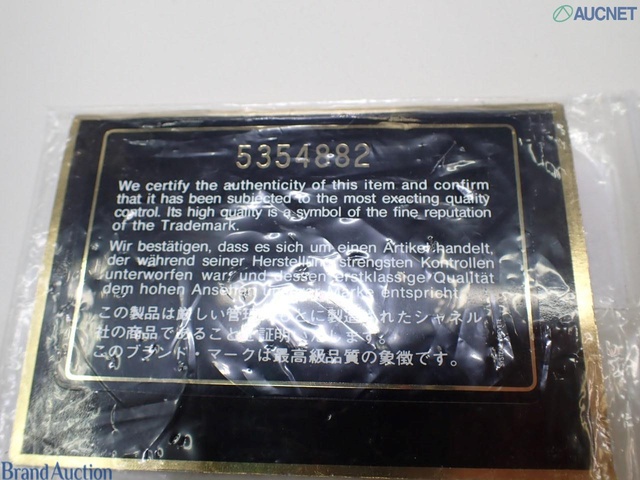 AUCNET
5354882
We certify the authenticity of this item and confirm
that it has been subjected to the most exacting quality
control. Its high quality is a symbol of the fine reputation
of the Trademark.
Wir bestätigen, dass es sich um einen Artikel handelt,
der während seiner Herstellung strengsten Kontrollen
unterworfen war und dessen erstklassige Qualität
dem hohen Ansehen Marke entspricht.
この製品は厳しい管理のもとに製造されたシャネル
社の商品であることを証明いたします。
このブランド・マークは最高級品質の象徴です。
Brand Auction